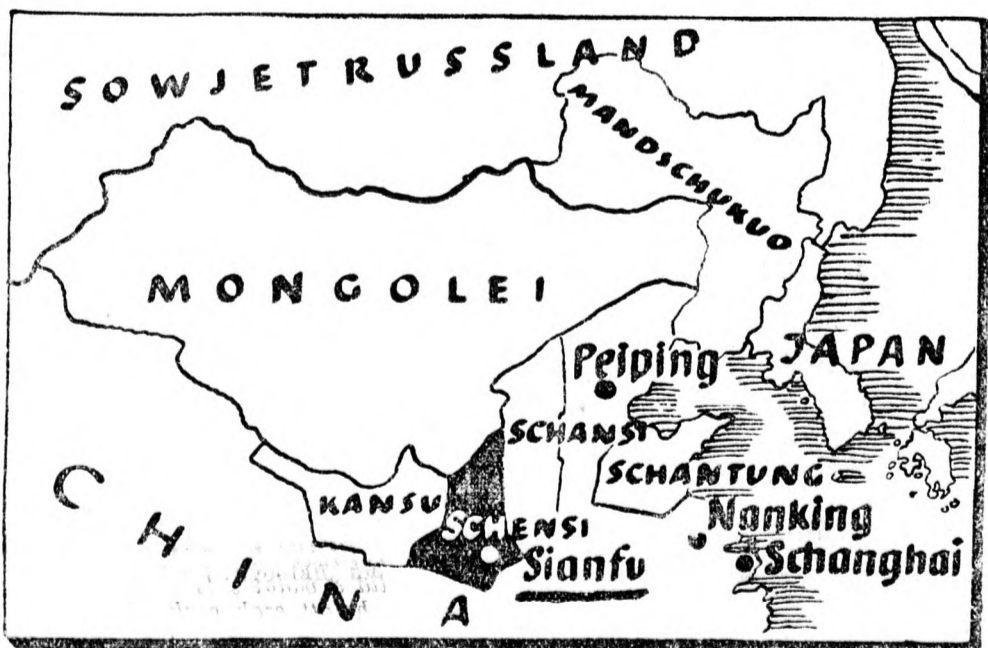 SOWJETRUSSLAND
MANDSCHUKUO
MONGOLEI
JAPAN
Peiping
SCHANSI
SCHANTUNG
KANSU
SCHENSI
Nanking
Sianfu
Schanghai
CHINA